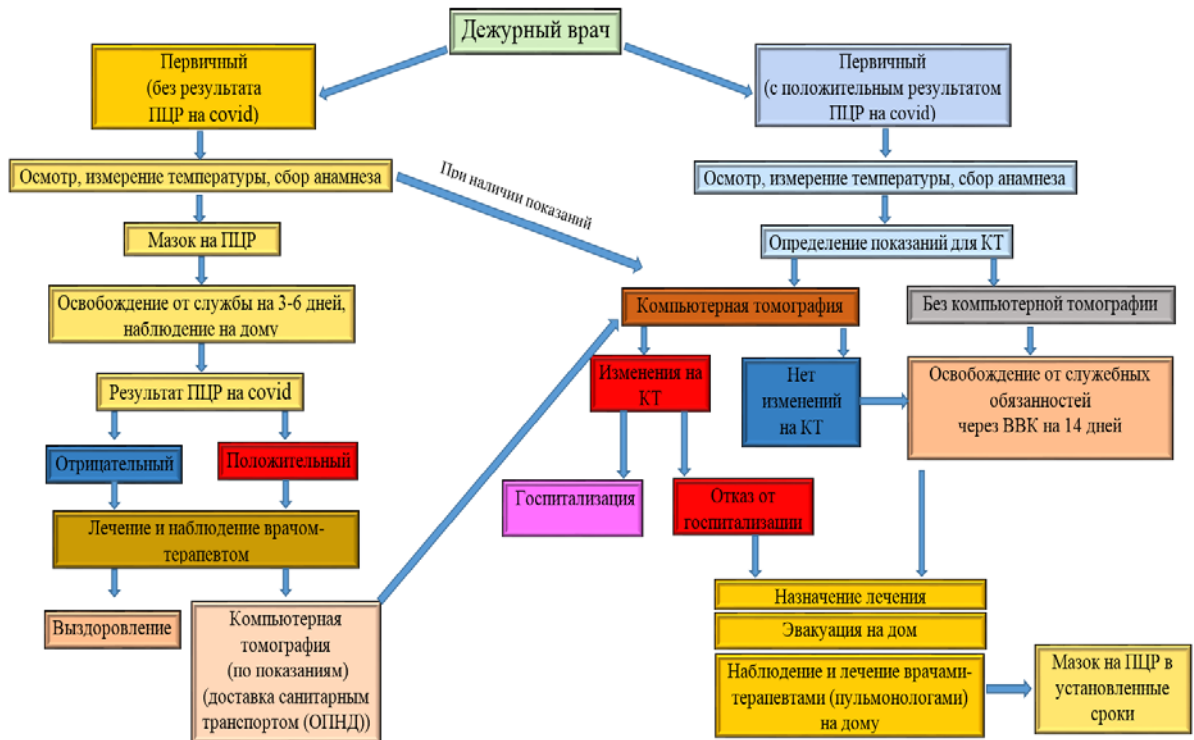 Дежурный врач
Первичный
(без результата
ПЦР на covid)
Осмотр, измерение температуры, сбор анамнеза
Мазок на ПЦР
Освобождение от службы на 3-6 дней,
наблюдение на дому
Результат ПЦР на covid
Отрицательный
Положительный
Лечение и наблюдение врачом-
терапевтом
Выздоровление
Компьютерная
томография
(по показаниям)
(доставка санитарным
транспортом (ОПНД))
При наличии показаний
Первичный
(с положительным результатом
ПЦР на covid)
Осмотр, измерение температуры, сбор анамнеза
Определение показаний для КТ
Компьютерная томография
Без компьютерной томографии
Изменения на
КТ
Нет
изменений
на КТ
Освобождение от служебных
обязанностей
через ВВК на 14 дней
Госпитализация
Отказ от
госпитализации
Назначение лечения
Эвакуация на дом
Наблюдение и лечение врачами-
терапевтами (пульмонологами)
на дому
Мазок на ПЦР в
установленные
сроки